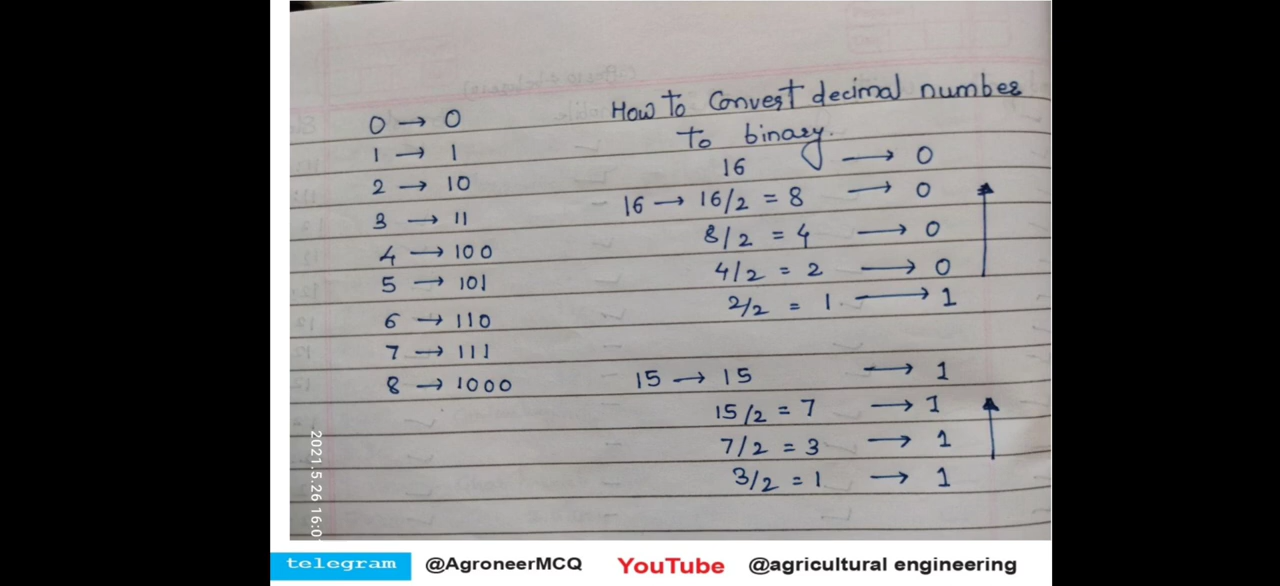 0 → 0
1 → 1
2 → 10
3 → 11
4 → 100
5 → 101
6 → 110
7 → 111
8 → 1000
How to convert decimal number
To binary.
16 → 0
16 → 16/2 = 8 → 0
8/2 = 4 → 0
4/2 = 2 → 0
2/2 = 1 → 1
15 → 15 → 1
15/2 = 7 → 1
7/2 = 3 → 1
3/2 = 1 → 1
2021.5.26 16:0
telegram @AgroneerMCQ YouTube @agricultural engineering